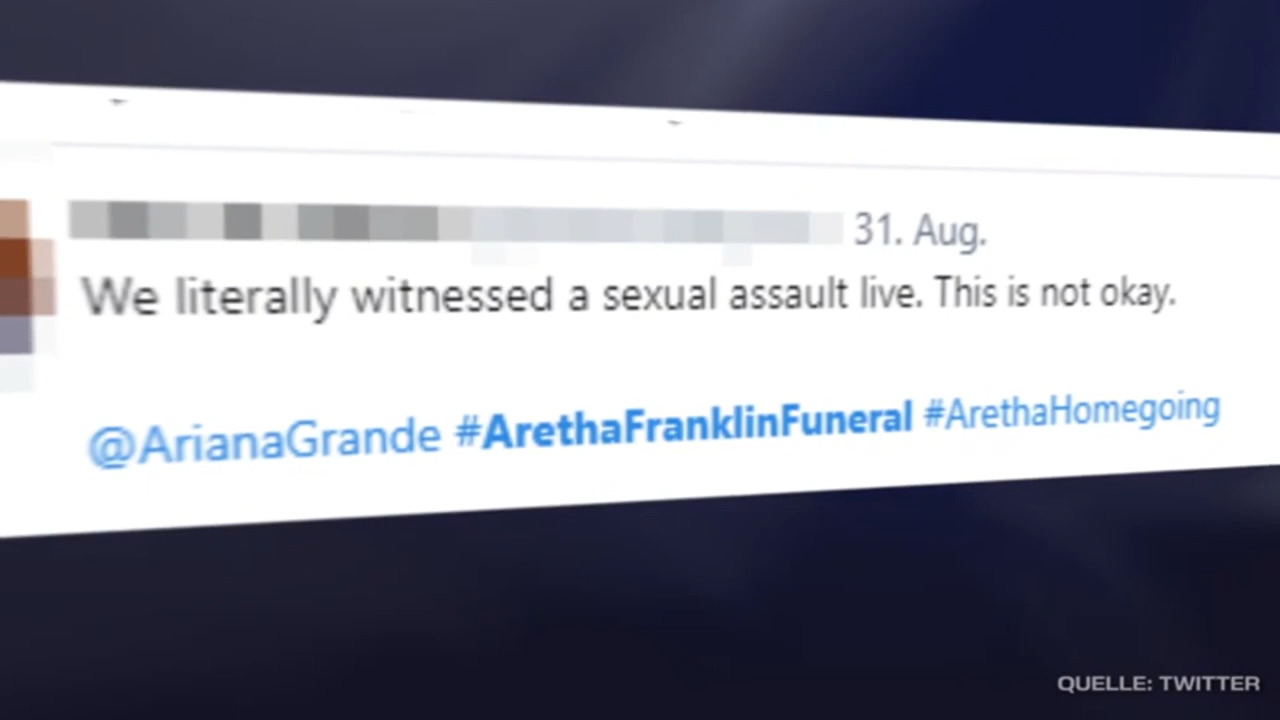 31. Aug.
We literally witnessed a sexual assault live. This is not okay.
@ArianaGrande #ArethaFranklinFuneral #ArethaHomegoing
QUELLE: TWITTER